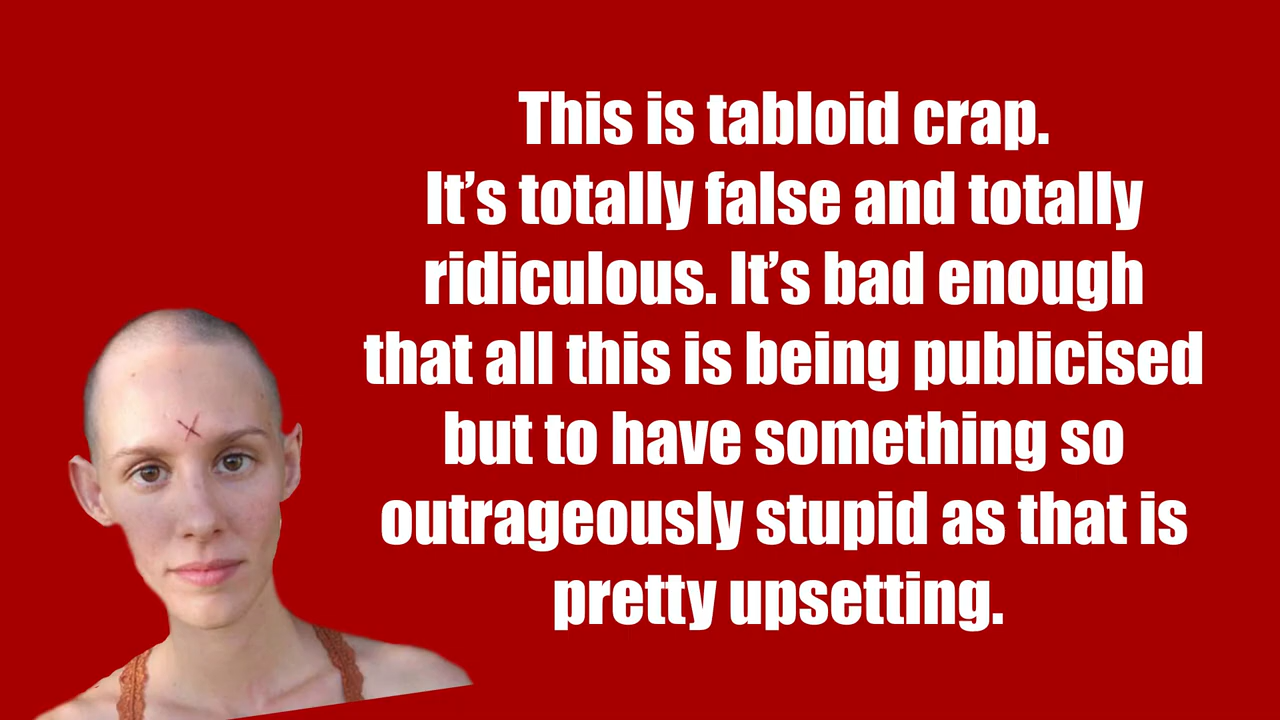 This is tabloid crap.
It’s totally false and totally
ridiculous. It’s bad enough
that all this is being publicised
but to have something so
outrageously stupid as that is
pretty upsetting.